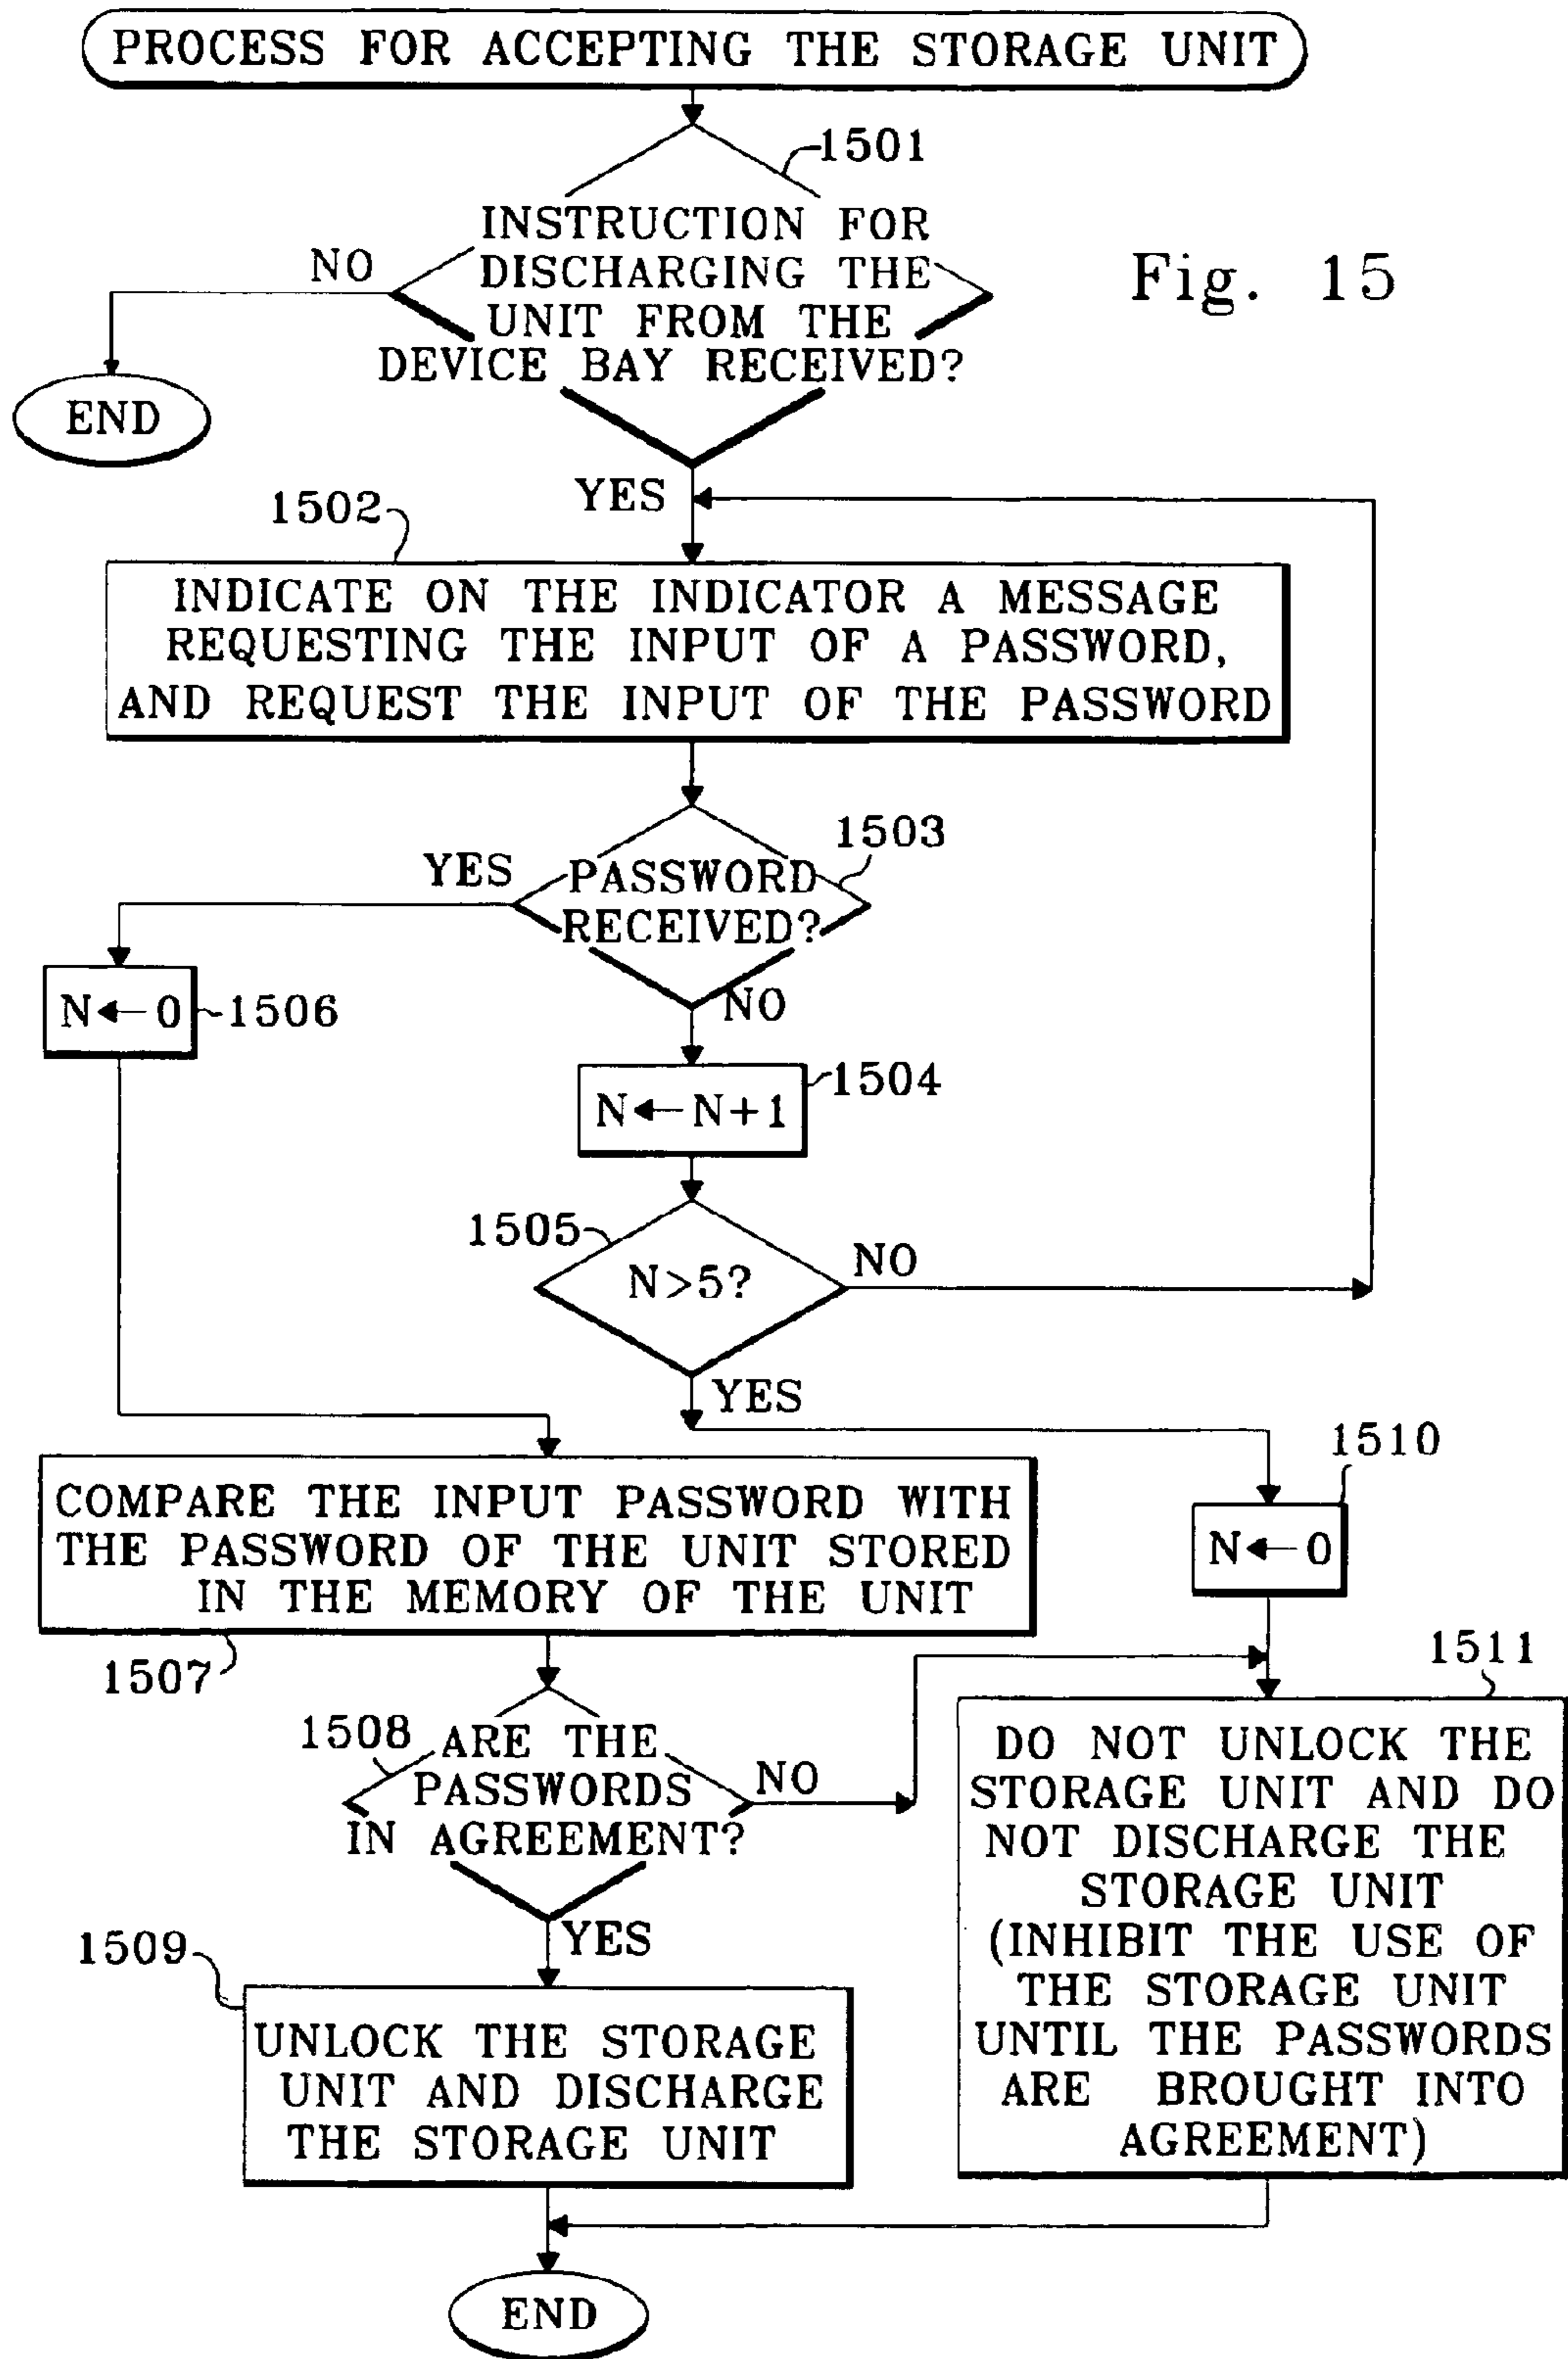 PROCESS FOR ACCEPTING THE STORAGE UNIT
1501
INSTRUCTION FOR
DISCHARGING THE
UNIT FROM THE
DEVICE BAY RECEIVED?
NO
Fig. 15
END
YES
1502
INDICATE ON THE INDICATOR A MESSAGE
REQUESTING THE INPUT OF A PASSWORD,
AND REQUEST THE INPUT OF THE PASSWORD
1503
YES
PASSWORD
RECEIVED?
N←0
1506
NO
1504
N←N+1
1505
N>5?
NO
YES
1510
COMPARE THE INPUT PASSWORD WITH
THE PASSWORD OF THE UNIT STORED
IN THE MEMORY OF THE UNIT
N←0
1507
1511
1508
ARE THE
PASSWORDS
IN AGREEMENT?
NO
DO NOT UNLOCK THE
STORAGE UNIT AND DO
NOT DISCHARGE THE
STORAGE UNIT
(INHIBIT THE USE OF
THE STORAGE UNIT
UNTIL THE PASSWORDS
ARE BROUGHT INTO
AGREEMENT)
YES
1509
UNLOCK THE STORAGE
UNIT AND DISCHARGE
THE STORAGE UNIT
END